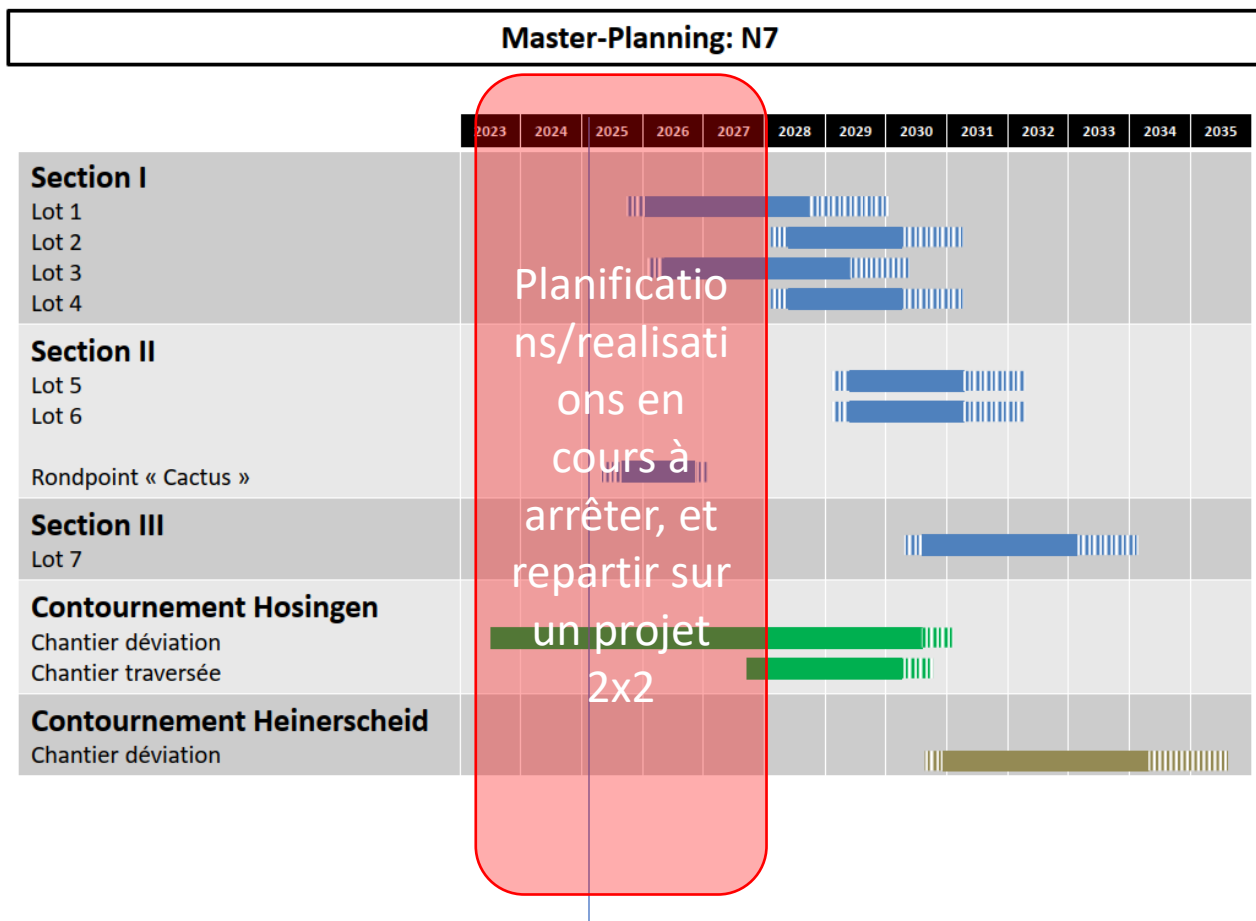 Master-Planning: N7
2023 2024 2025 2026 2027 2028 2029 2030 2031 2032 2033 2034 2035
Section I
Lot 1
Lot 2
Lot 3
Lot 4
Section II
Lot 5
Lot 6
Rondpoint « Cactus »
Section III
Lot 7
Contournement Hosingen
Chantier déviation
Chantier traversée
Contournement Heinerscheid
Chantier déviation
Planificatio
ns/realisati
ons en
cours à
arrêter, et
repartir sur
un projet
2x2